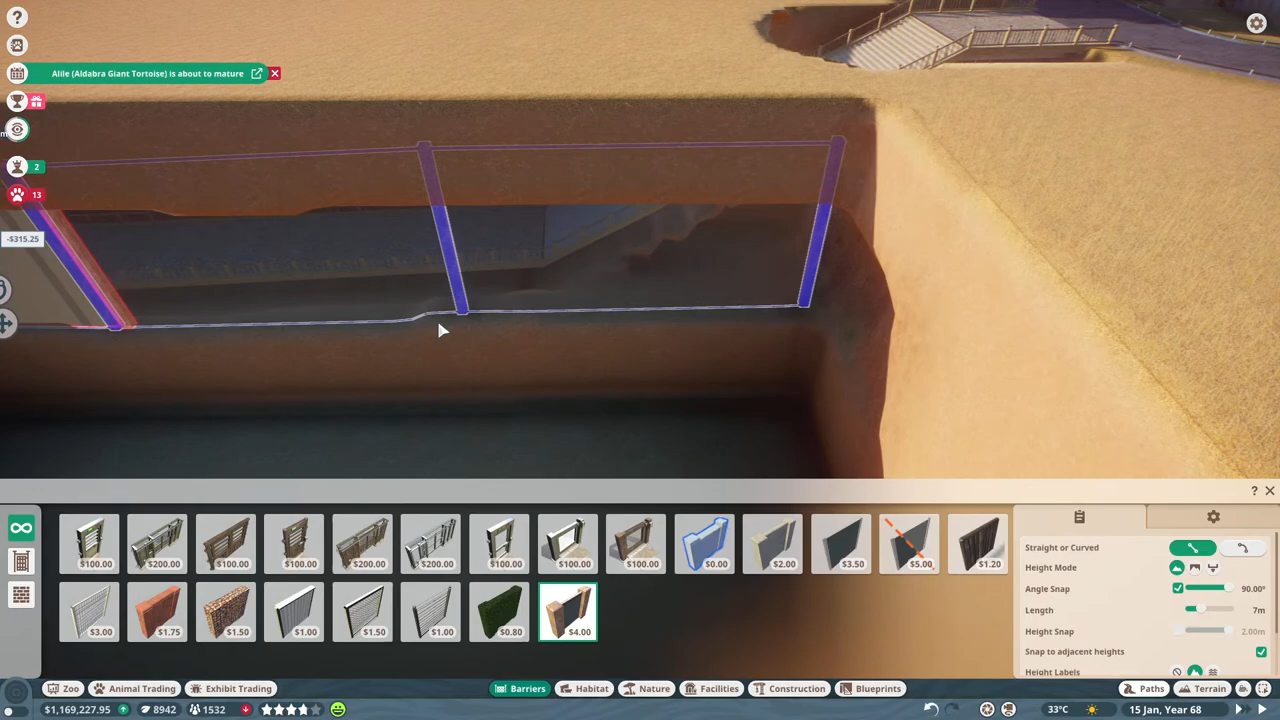 ?
Alile (Aldabra Giant Tortoise) is about to mature
2
13
-$315.25
?
$100.00
$200.00
$100.00
$100.00
$200.00
$200.00
$100.00
$100.00
$100.00
$0.00
$2.00
$3.50
$5.00
$1.20
$3.00
$1.75
$1.50
$1.00
$1.50
$1.00
$0.80
$4.00
Straight or Curved
Height Mode
Angle Snap 90.00°
Length 7m
Height Snap 2.00m
Snap to adjacent heights
Height Labels
Zoo
Animal Trading
Exhibit Trading
Barriers
Habitat
Nature
Facilities
Construction
Blueprints
Paths
Terrain
$1,169,227.95
8942
1532
33°C
15 Jan, Year 68